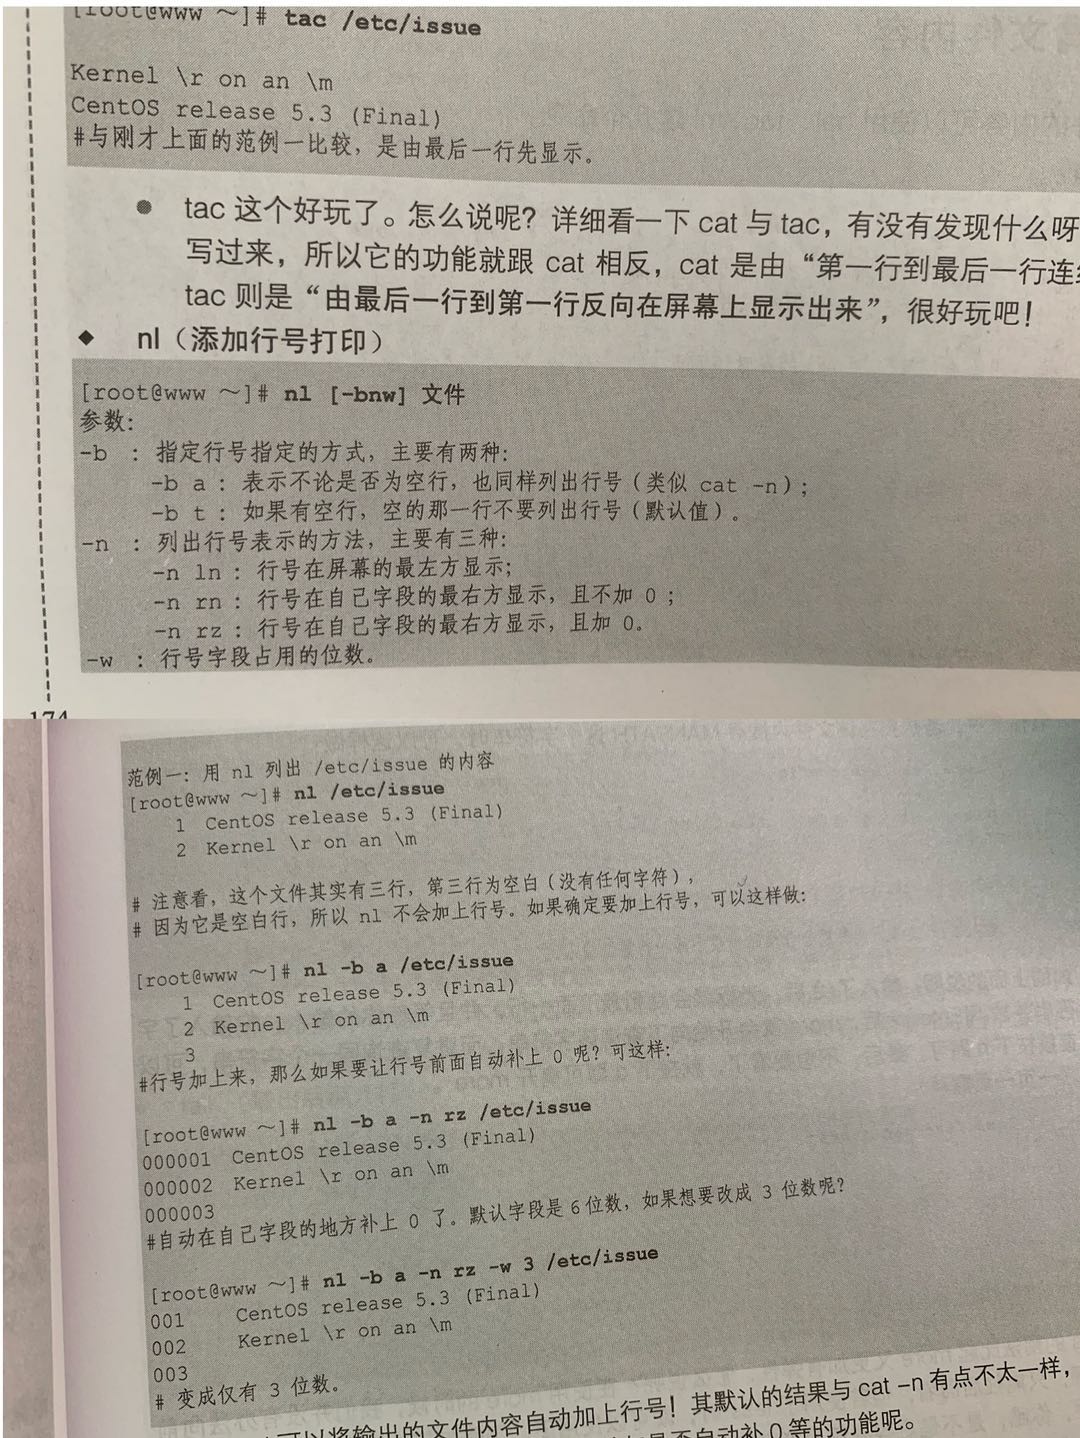 [root@www ～]# tac /etc/issue
Kernel \r on an \m
CentOS release 5.3 (Final)
#与刚才上面的范例一比较，是由最后一行先显示。
● tac 这个好玩了。怎么说呢？详细看一下 cat 与 tac，有没有发现什么呀
写过来，所以它的功能就跟 cat 相反，cat 是由“第一行到最后一行连
tac 则是“由最后一行到第一行反向在屏幕上显示出来”，很好玩吧！
◆ nl（添加行号打印）
[root@www ～]# nl [-bnw] 文件
参数：
-b ：指定行号指定的方式，主要有两种：
-b a ：表示不论是否为空行，也同样列出行号（类似 cat -n）；
-b t ：如果有空行，空的那一行不要列出行号（默认值）。
-n ：列出行号表示的方法，主要有三种：
-n ln ：行号在屏幕的最左方显示；
-n rn ：行号在自己字段的最右方显示，且不加 0 ；
-n rz ：行号在自己字段的最右方显示，且加 0。
-w ：行号字段占用的位数。
174
范例一：用 nl 列出 /etc/issue 的内容
[root@www ～]# nl /etc/issue
1 CentOS release 5.3 (Final)
2 Kernel \r on an \m
# 注意看，这个文件其实有三行，第三行为空白（没有任何字符），
# 因为它是空白行，所以 nl 不会加上行号。如果确定要加上行号，可以这样做：
[root@www ～]# nl -b a /etc/issue
1 CentOS release 5.3 (Final)
2 Kernel \r on an \m
3
#行号加上来，那么如果要让行号前面自动补上 0 呢？可这样：
[root@www ～]# nl -b a -n rz /etc/issue
000001 CentOS release 5.3 (Final)
000002 Kernel \r on an \m
000003
#自动在自己字段的地方补上 0 了。默认字段是 6 位数，如果想要改成 3 位数呢？
[root@www ～]# nl -b a -n rz -w 3 /etc/issue
001 CentOS release 5.3 (Final)
002 Kernel \r on an \m
003
# 变成仅有 3 位数。
可以将输出的文件内容自动加上行号！其默认的结果与 cat –n 有点不太一样，
是否自动补 0 等的功能呢。